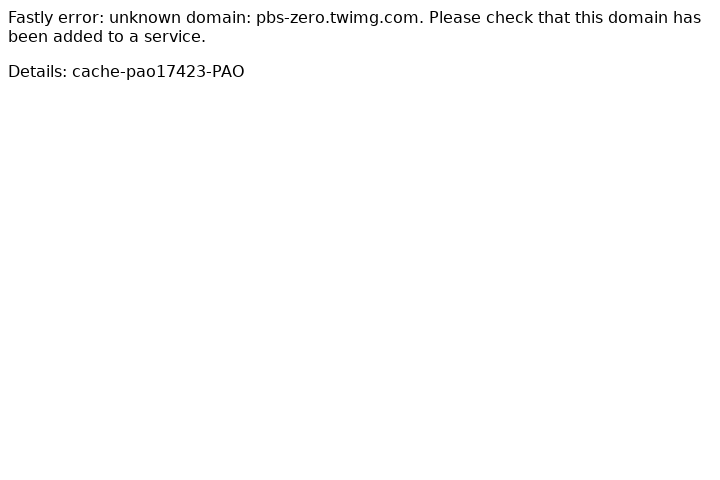 Fastly error: unknown domain: pbs-zero.twimg.com. Please check that this domain has
been added to a service.
Details: cache-pao17423-PAO